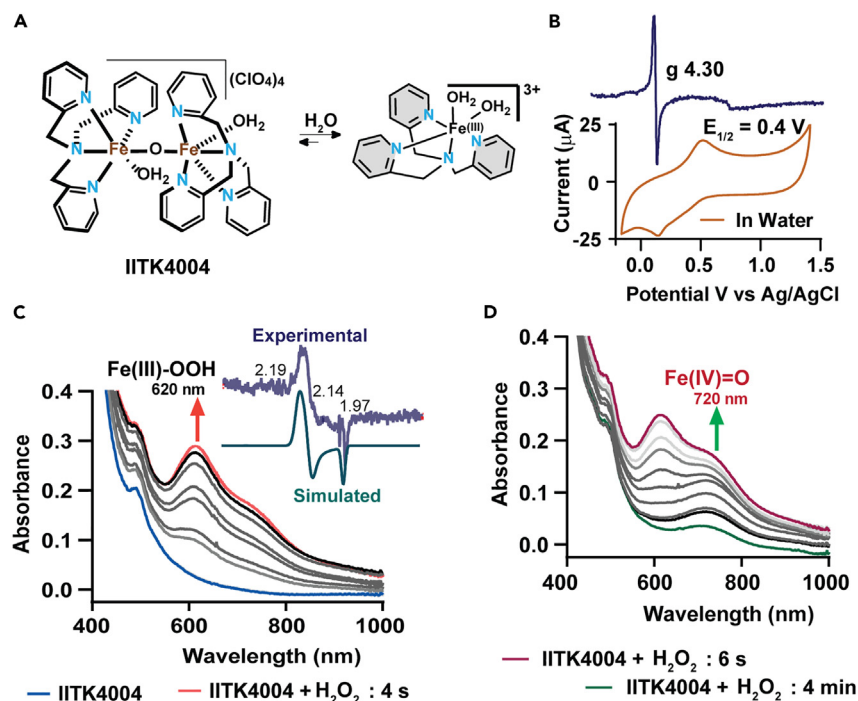 A
(ClO4)4
N
N
N
N
N
N
N
N
Fe
O
Fe
OH2
OH2
H2O
IITK4004
3+
OH2
OH2
N
Fe(III)
N
N
N
B
g 4.30
E1/2 = 0.4 V
25
0
-25
Current (µA)
In Water
0.0 0.5 1.0 1.5
Potential V vs Ag/AgCl
C
Experimental
Fe(III)-OOH
620 nm
2.19
2.14
1.97
Simulated
0.4
0.3
0.2
0.1
0.0
Absorbance
400 600 800 1000
Wavelength (nm)
IITK4004
IITK4004 + H2O2 : 4 s
D
Fe(IV)=O
720 nm
0.4
0.3
0.2
0.1
0.0
Absorbance
400 600 800 1000
Wavelength (nm)
IITK4004 + H2O2 : 6 s
IITK4004 + H2O2 : 4 min